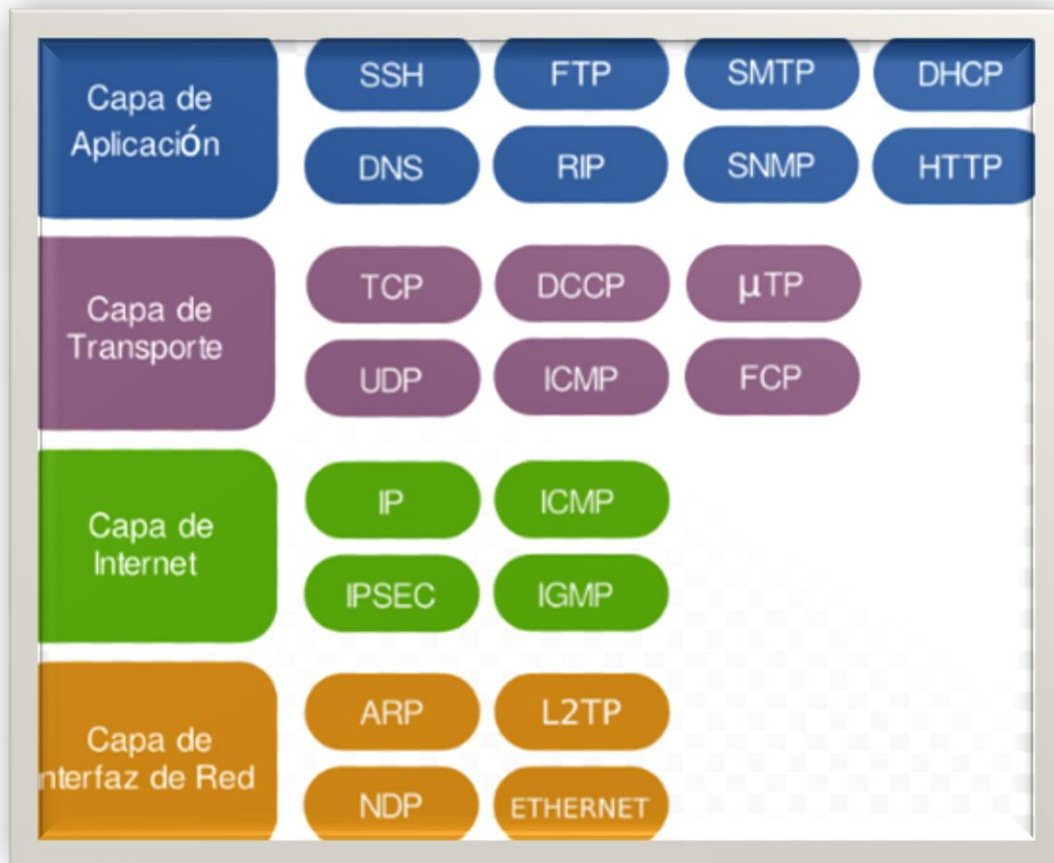 Capa de
Aplicación
SSH FTP SMTP DHCP
DNS RIP SNMP HTTP
Capa de
Transporte
TCP DCCP µTP
UDP ICMP FCP
Capa de
Internet
IP ICMP
IPSEC IGMP
Capa de
nterfaz de Red
ARP L2TP
NDP ETHERNET